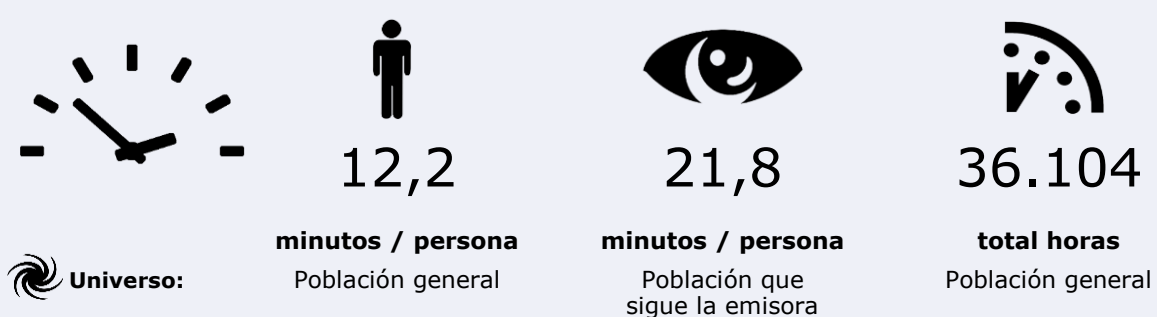 12,2
21,8
36.104
minutos / persona
minutos / persona
total horas
Universo:
Población general
Población que
sigue la emisora
Población general